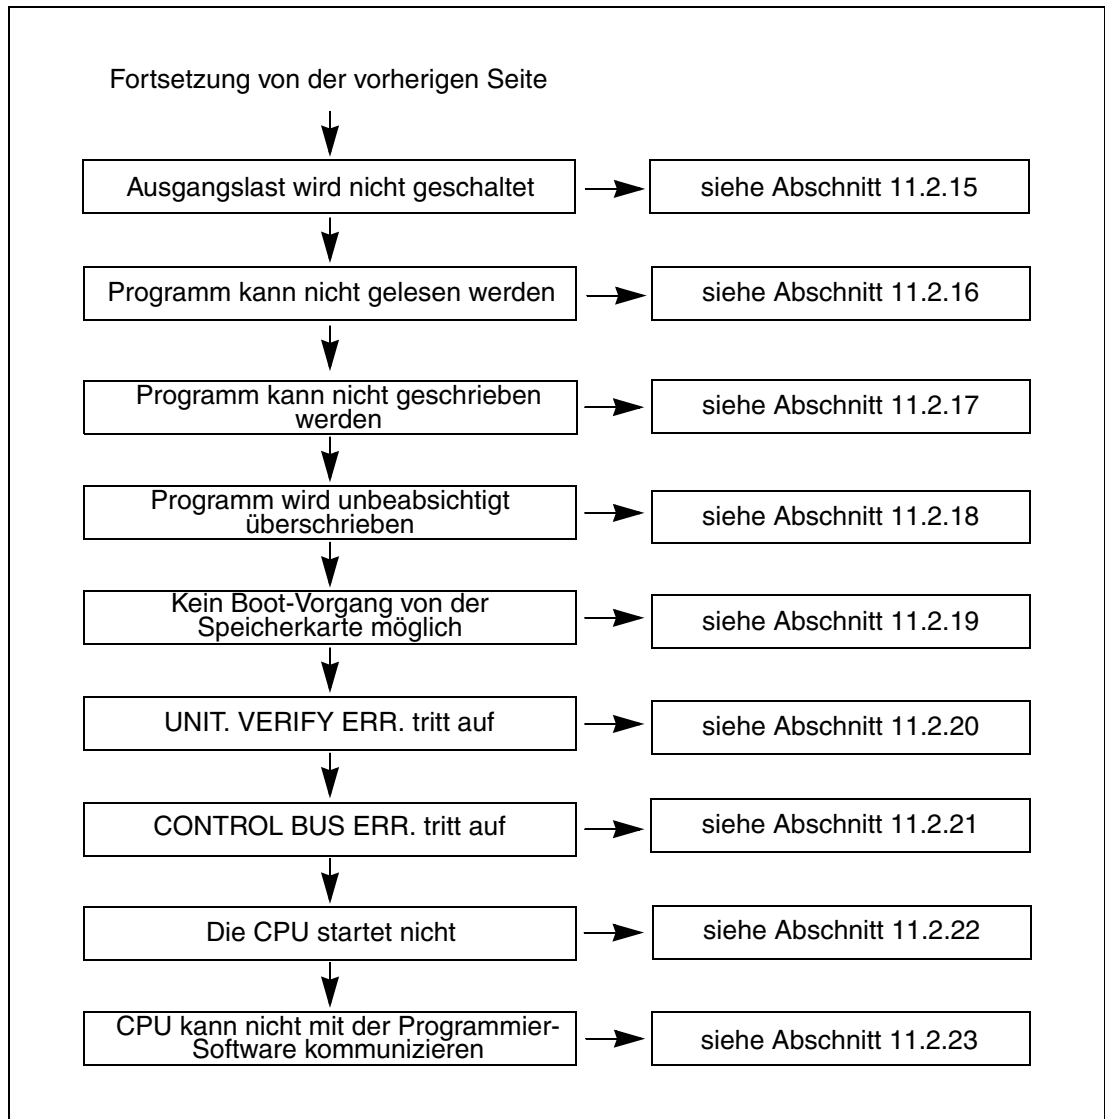 Fortsetzung von der vorherigen Seite
Ausgangslast wird nicht geschaltet
siehe Abschnitt 11.2.15
Programm kann nicht gelesen werden
siehe Abschnitt 11.2.16
Programm kann nicht geschrieben
werden
siehe Abschnitt 11.2.17
Programm wird unbeabsichtigt
überschrieben
siehe Abschnitt 11.2.18
Kein Boot-Vorgang von der
Speicherkarte möglich
siehe Abschnitt 11.2.19
UNIT. VERIFY ERR. tritt auf
siehe Abschnitt 11.2.20
CONTROL BUS ERR. tritt auf
siehe Abschnitt 11.2.21
Die CPU startet nicht
siehe Abschnitt 11.2.22
CPU kann nicht mit der Programmier-
Software kommunizieren
siehe Abschnitt 11.2.23